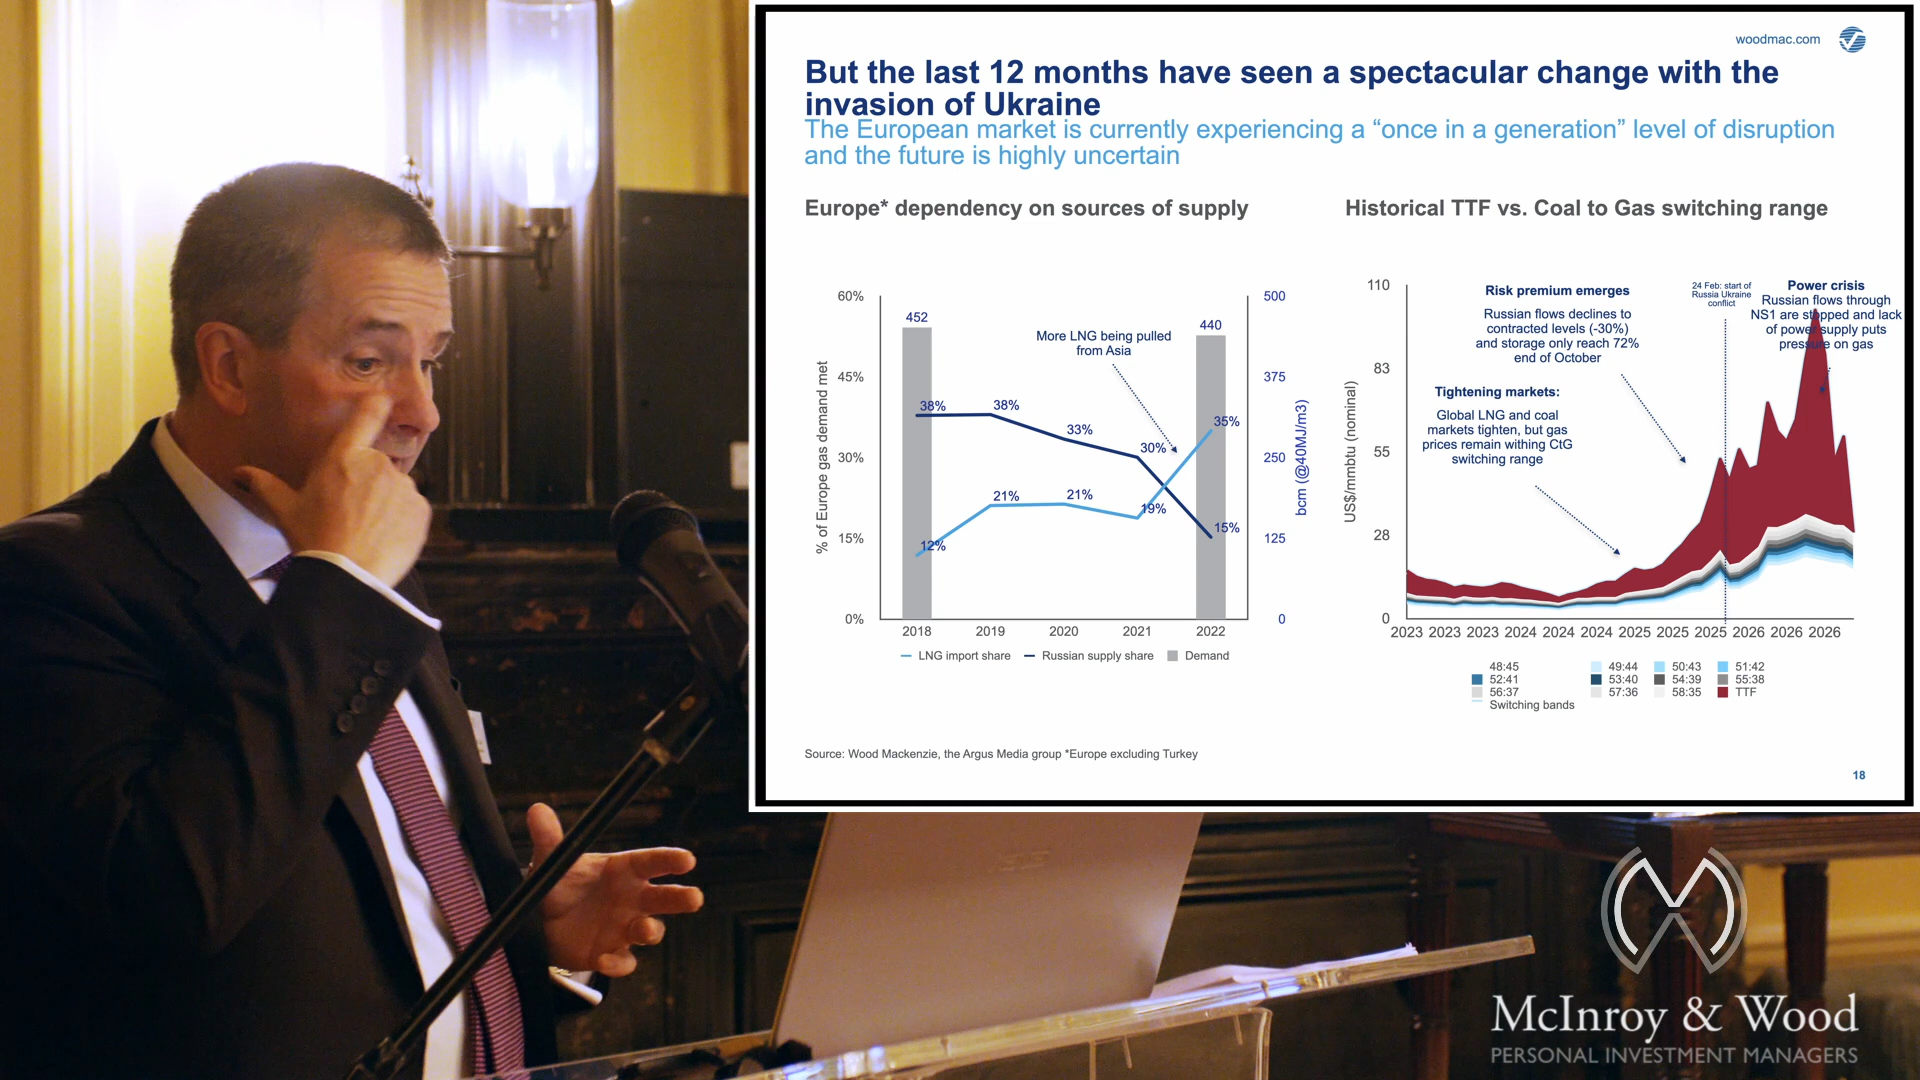 woodmac.com
But the last 12 months have seen a spectacular change with the
invasion of Ukraine
The European market is currently experiencing a “once in a generation” level of disruption
and the future is highly uncertain
Europe* dependency on sources of supply
% of Europe gas demand met
60%
45%
30%
15%
0%
452
440
More LNG being pulled
from Asia
38%
38%
33%
30%
35%
12%
21%
21%
19%
15%
500
375
250
125
0
bcm (@40MJ/m3)
2018 2019 2020 2021 2022
LNG import share Russian supply share Demand
Historical TTF vs. Coal to Gas switching range
US$/mmbtu (nominal)
110
83
55
28
0
Risk premium emerges
Russian flows declines to
contracted levels (-30%)
and storage only reach 72%
end of October
Tightening markets:
Global LNG and coal
markets tighten, but gas
prices remain withing CtG
switching range
24 Feb: start of
Russia Ukraine
conflict
Power crisis
Russian flows through
NS1 are stopped and lack
of power supply puts
pressure on gas
2023 2023 2023 2024 2024 2024 2025 2025 2025 2026 2026 2026
48:45 49:44 50:43 51:42
52:41 53:40 54:39 55:38
56:37 57:36 58:35 TTF
Switching bands
Source: Wood Mackenzie, the Argus Media group *Europe excluding Turkey
18
McInroy & Wood
PERSONAL INVESTMENT MANAGERS